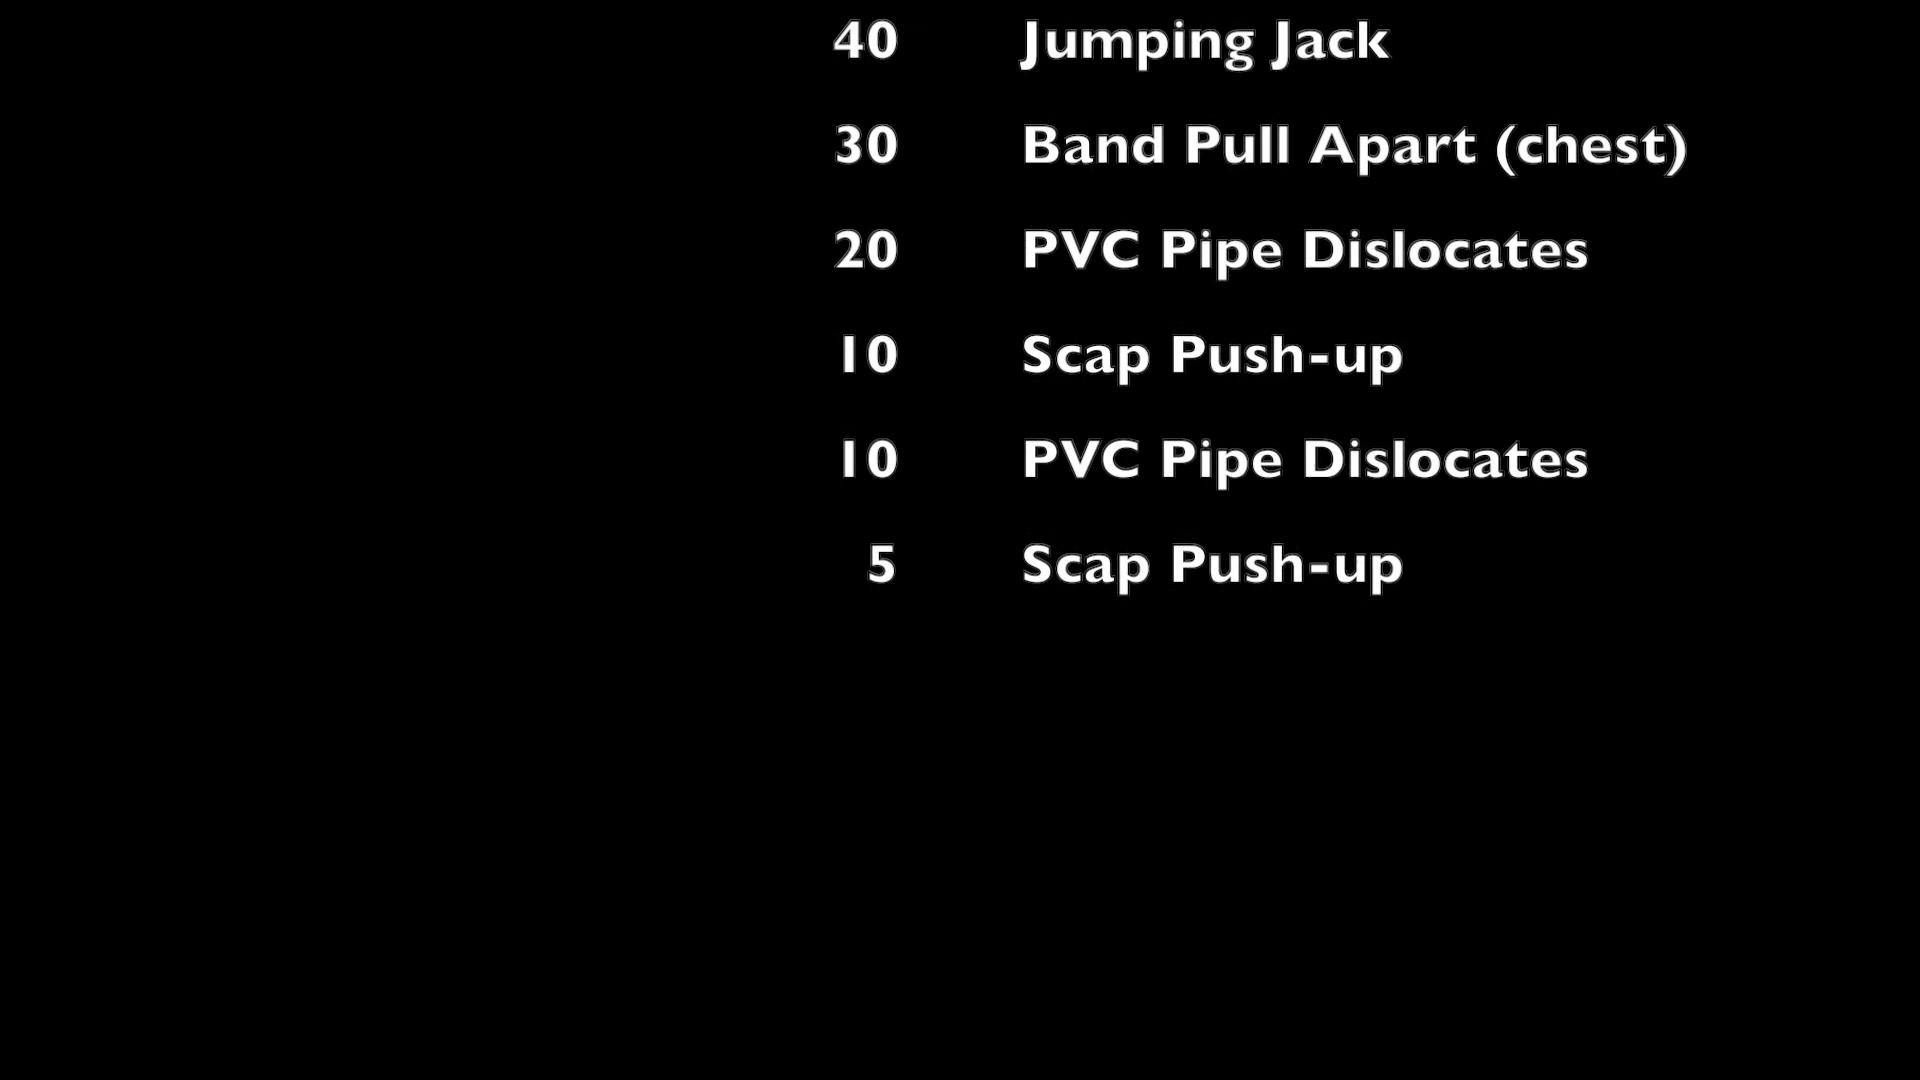 40 Jumping Jack
30 Band Pull Apart (chest)
20 PVC Pipe Dislocates
10 Scap Push-up
10 PVC Pipe Dislocates
5 Scap Push-up